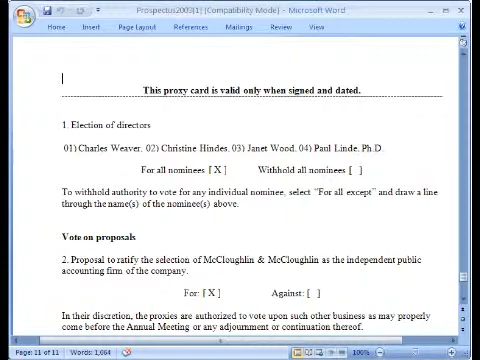 Prospectus2003[1] [Compatibility Mode] - Microsoft Word
Home Insert Page Layout References Mailings Review View
This proxy card is valid only when signed and dated.
1. Election of directors
01) Charles Weaver, 02) Christine Hindes, 03) Janet Wood, 04) Paul Linde, Ph.D.
For all nominees [ X ] Withhold all nominees [ ]
To withhold authority to vote for any individual nominee, select "For all except" and draw a line
through the name(s) of the nominee(s) above.
Vote on proposals
2. Proposal to ratify the selection of McCloughlin & McCloughlin as the independent public
accounting firm of the company.
For: [ X ] Against: [ ]
In their discretion, the proxies are authorized to vote upon such other business as may properly
come before the Annual Meeting or any adjournment or continuation thereof.
Page: 11 of 11 Words: 1,064 100%